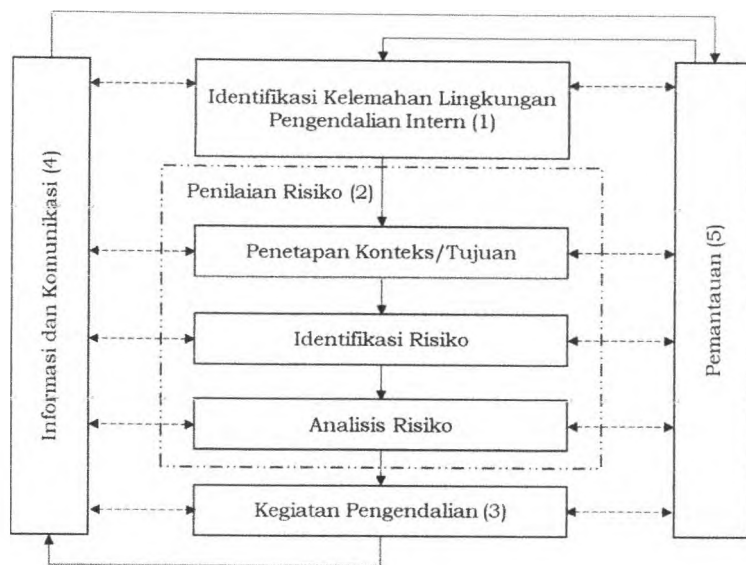 Identifikasi Kelemahan Lingkungan
Pengendalian Intern (1)
Penilaian Risiko (2)
Penetapan Konteks/Tujuan
Identifikasi Risiko
Analisis Risiko
Kegiatan Pengendalian (3)
Informasi dan Komunikasi (4)
Pemantauan (5)